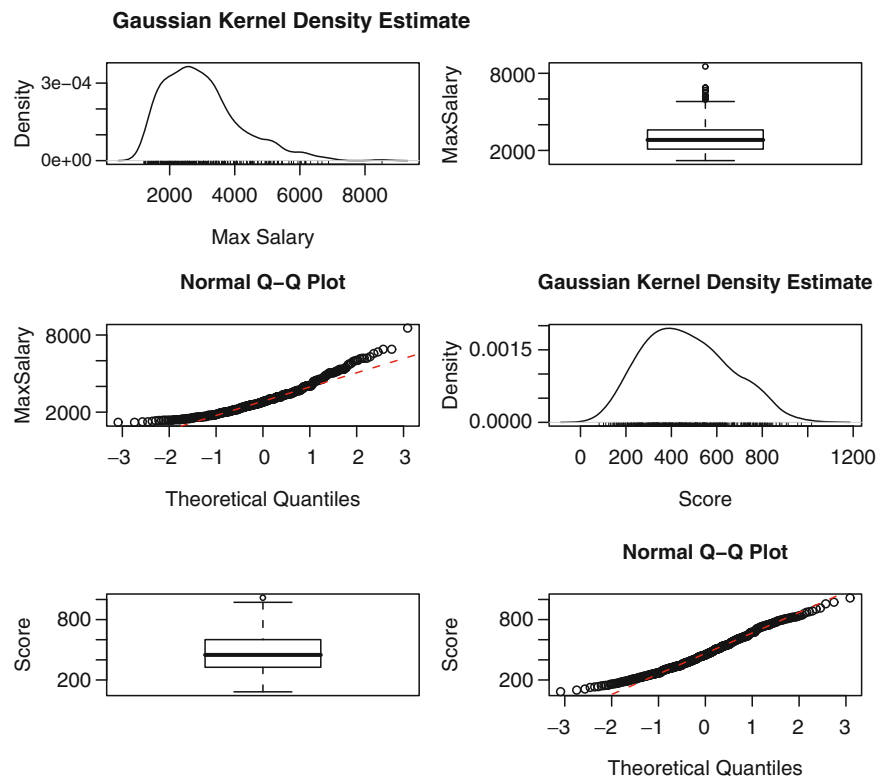 Gaussian Kernel Density Estimate
Density
3e−04
0e+00
2000 4000 6000 8000
Max Salary
MaxSalary
8000
2000
Normal Q−Q Plot
MaxSalary
8000
2000
−3 −2 −1 0 1 2 3
Theoretical Quantiles
Gaussian Kernel Density Estimate
Density
0.0015
0.0000
0 200 400 600 800 1200
Score
Score
800
200
Normal Q−Q Plot
Score
800
200
−3 −2 −1 0 1 2 3
Theoretical Quantiles